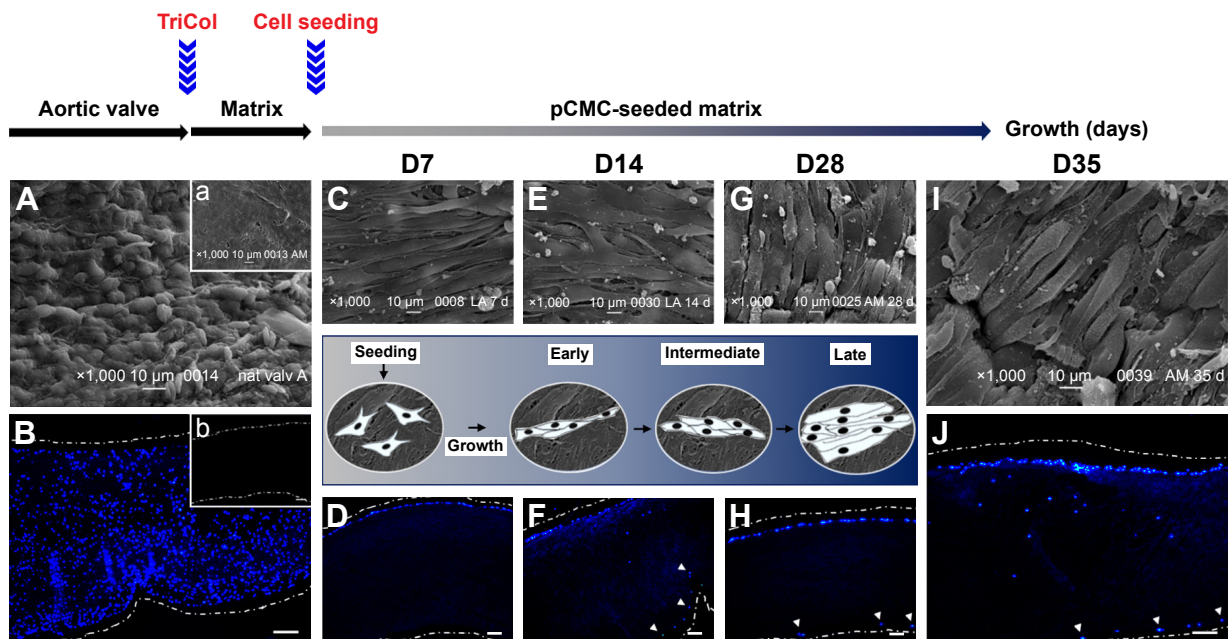 TriCol
Cell seeding
Aortic valve
Matrix
pCMC-seeded matrix
Growth (days)
D7
D14
D28
D35
A
a
×1,000 10 µm 0013 AM
×1,000 10 µm 0014 nat valv A
C
×1,000 10 µm 0008 LA 7 d
E
×1,000 10 µm 0030 LA 14 d
G
×1,000 10 µm 0025 AM 28 d
I
×1,000 10 µm 0039 AM 35 d
Seeding
Early
Intermediate
Late
Growth
B
b
D
F
H
J